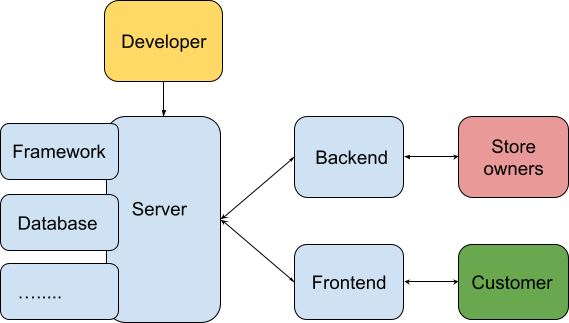 Developer
Framework
Database
….....
Server
Backend
Frontend
Store
owners
Customer